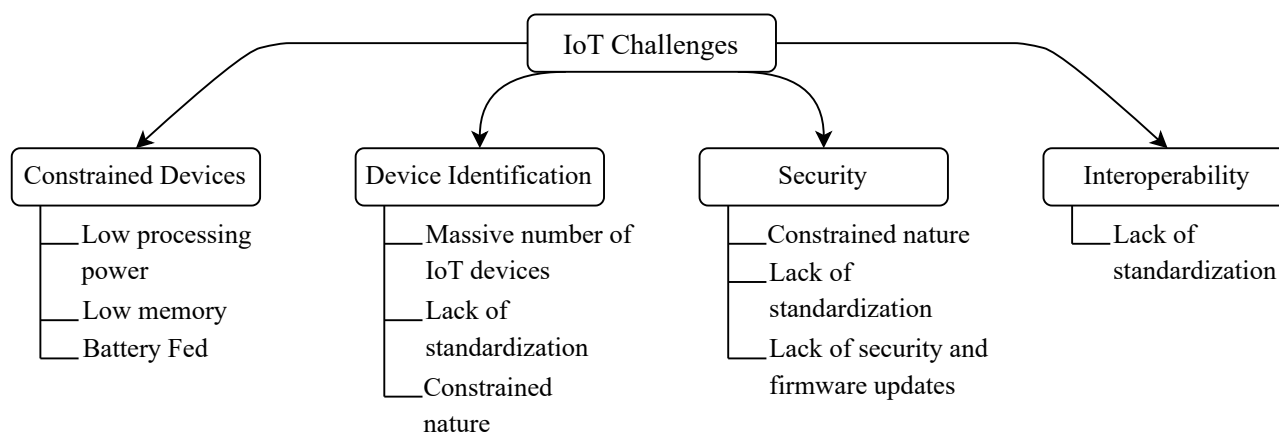 IoT Challenges
Constrained Devices
Low processing
power
Low memory
Battery Fed
Device Identification
Massive number of
IoT devices
Lack of
standardization
Constrained
nature
Security
Constrained nature
Lack of
standardization
Lack of security and
firmware updates
Interoperability
Lack of
standardization